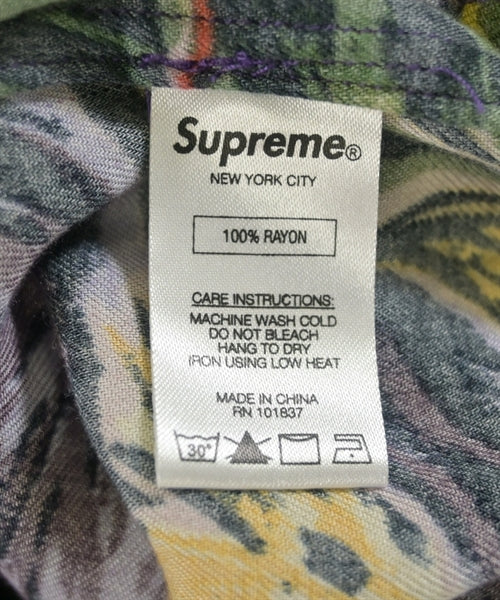 Supreme®
NEW YORK CITY
100% RAYON
CARE INSTRUCTIONS:
MACHINE WASH COLD
DO NOT BLEACH
HANG TO DRY
IRON USING LOW HEAT
MADE IN CHINA
RN 101837
30°